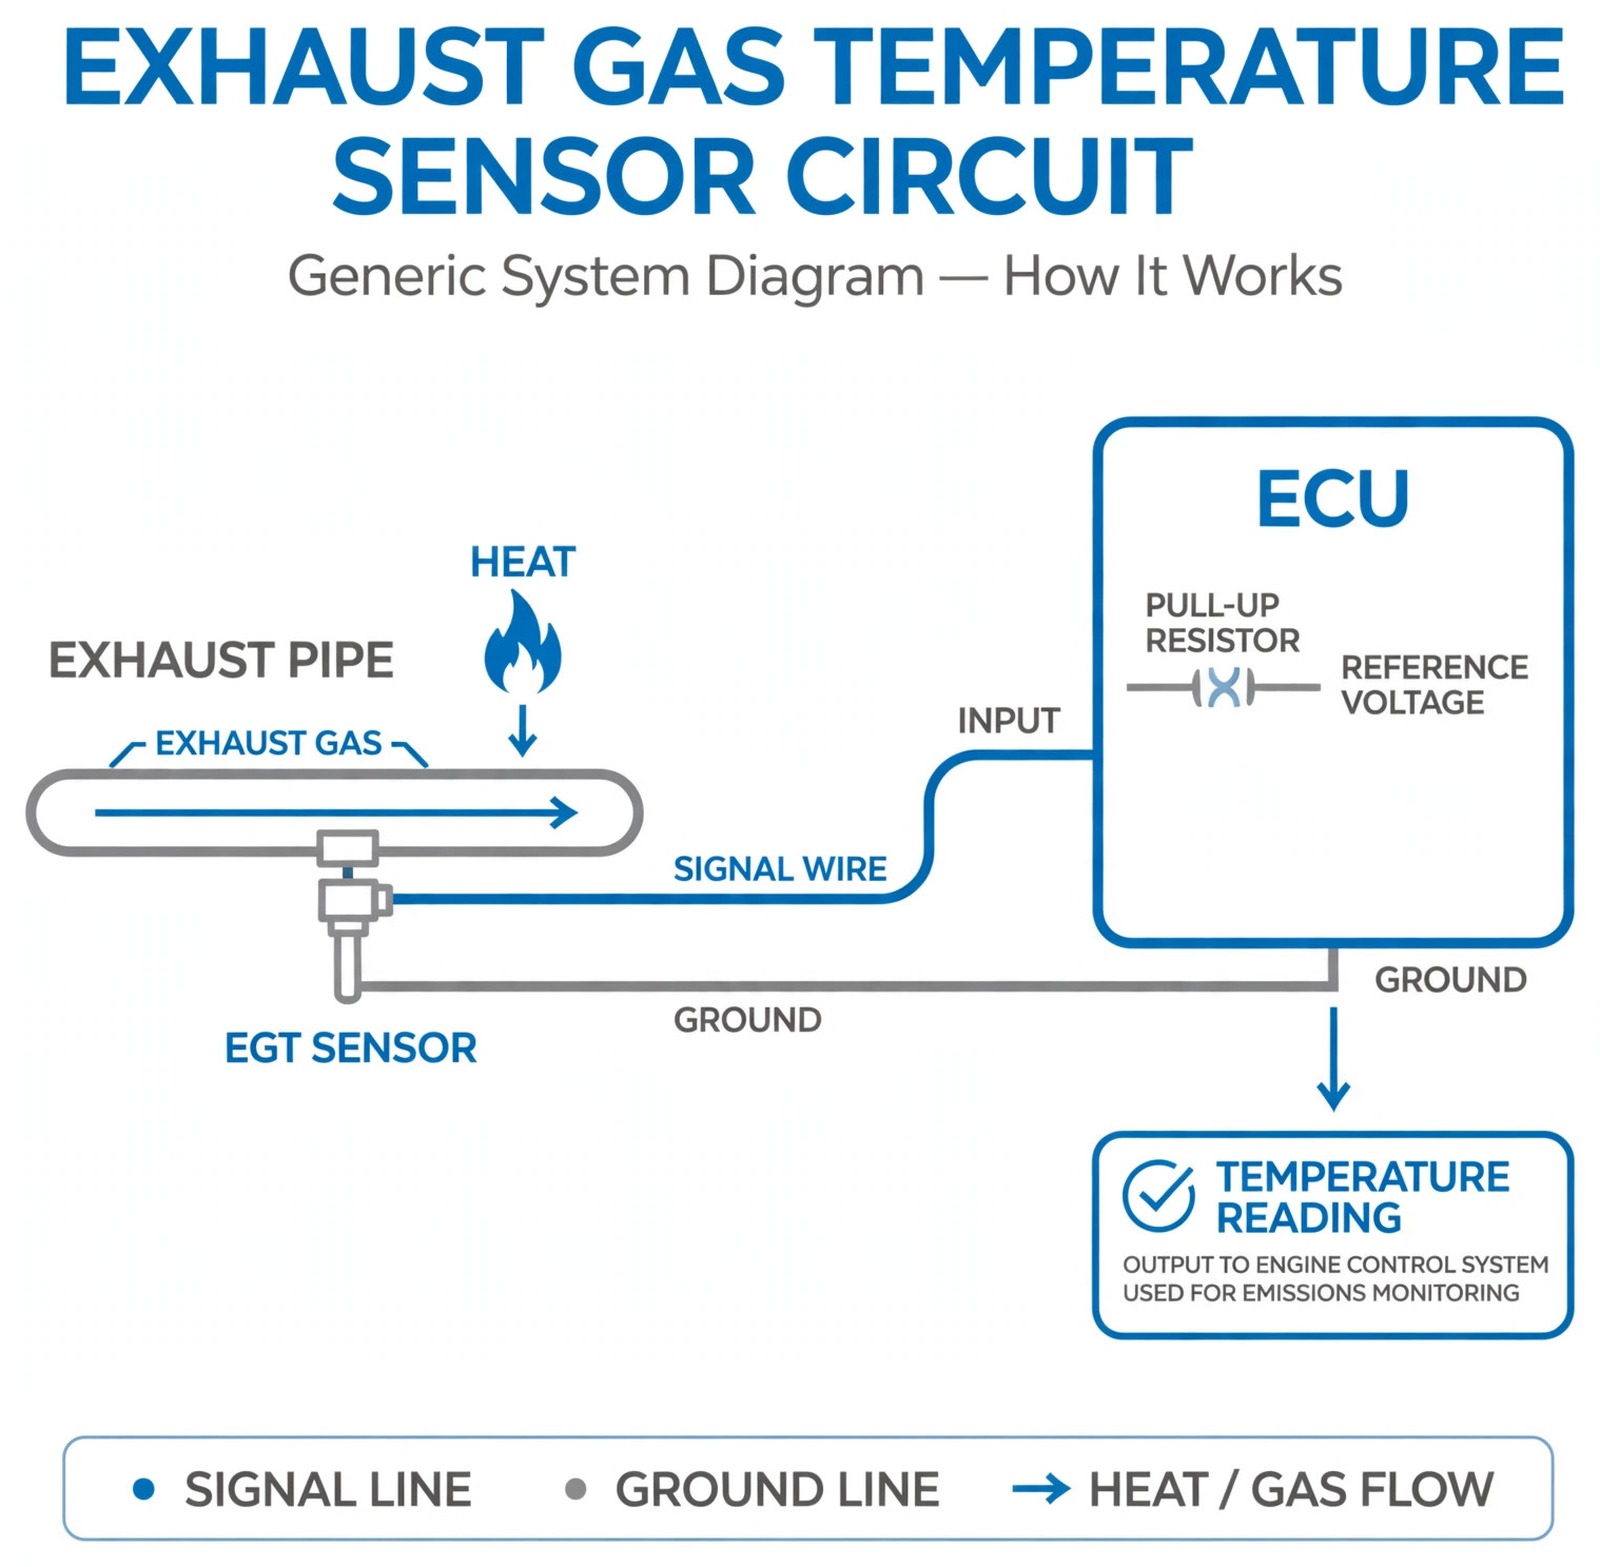 EXHAUST GAS TEMPERATURE
SENSOR CIRCUIT
Generic System Diagram — How It Works
ECU
HEAT
PULL-UP
RESISTOR
REFERENCE
VOLTAGE
EXHAUST PIPE
INPUT
EXHAUST GAS
SIGNAL WIRE
GROUND
GROUND
EGT SENSOR
TEMPERATURE
READING
OUTPUT TO ENGINE CONTROL SYSTEM
USED FOR EMISSIONS MONITORING
SIGNAL LINE
GROUND LINE
HEAT / GAS FLOW